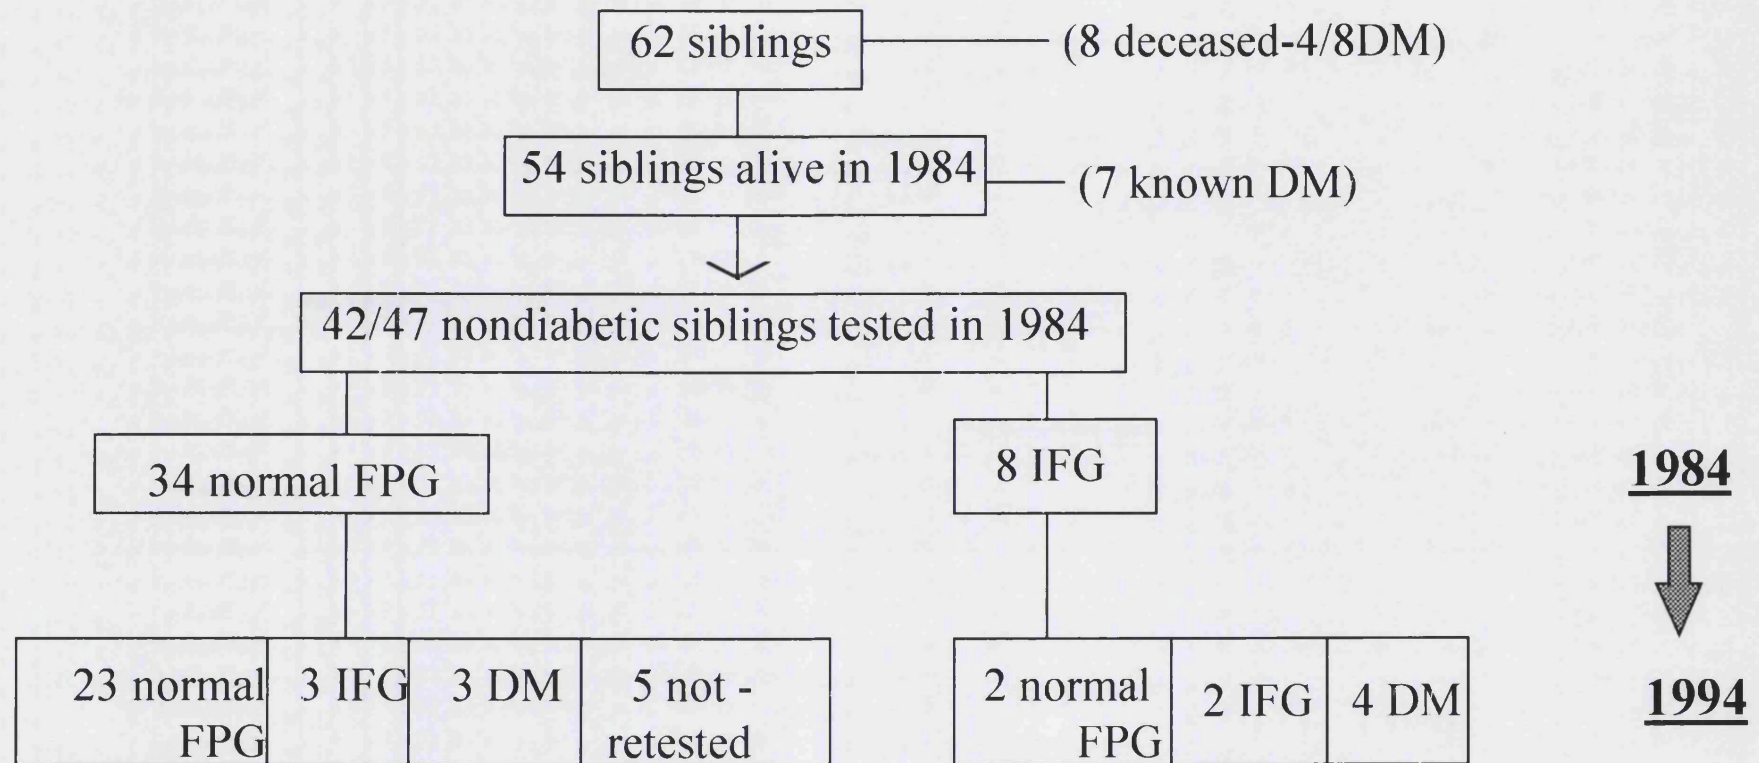 62 siblings
(8 deceased-4/8DM)
54 siblings alive in 1984
(7 known DM)
42/47 nondiabetic siblings tested in 1984
34 normal FPG
8 IFG
1984
23 normal
FPG
3 IFG
3 DM
5 not -
retested
2 normal
FPG
2 IFG
4 DM
1994